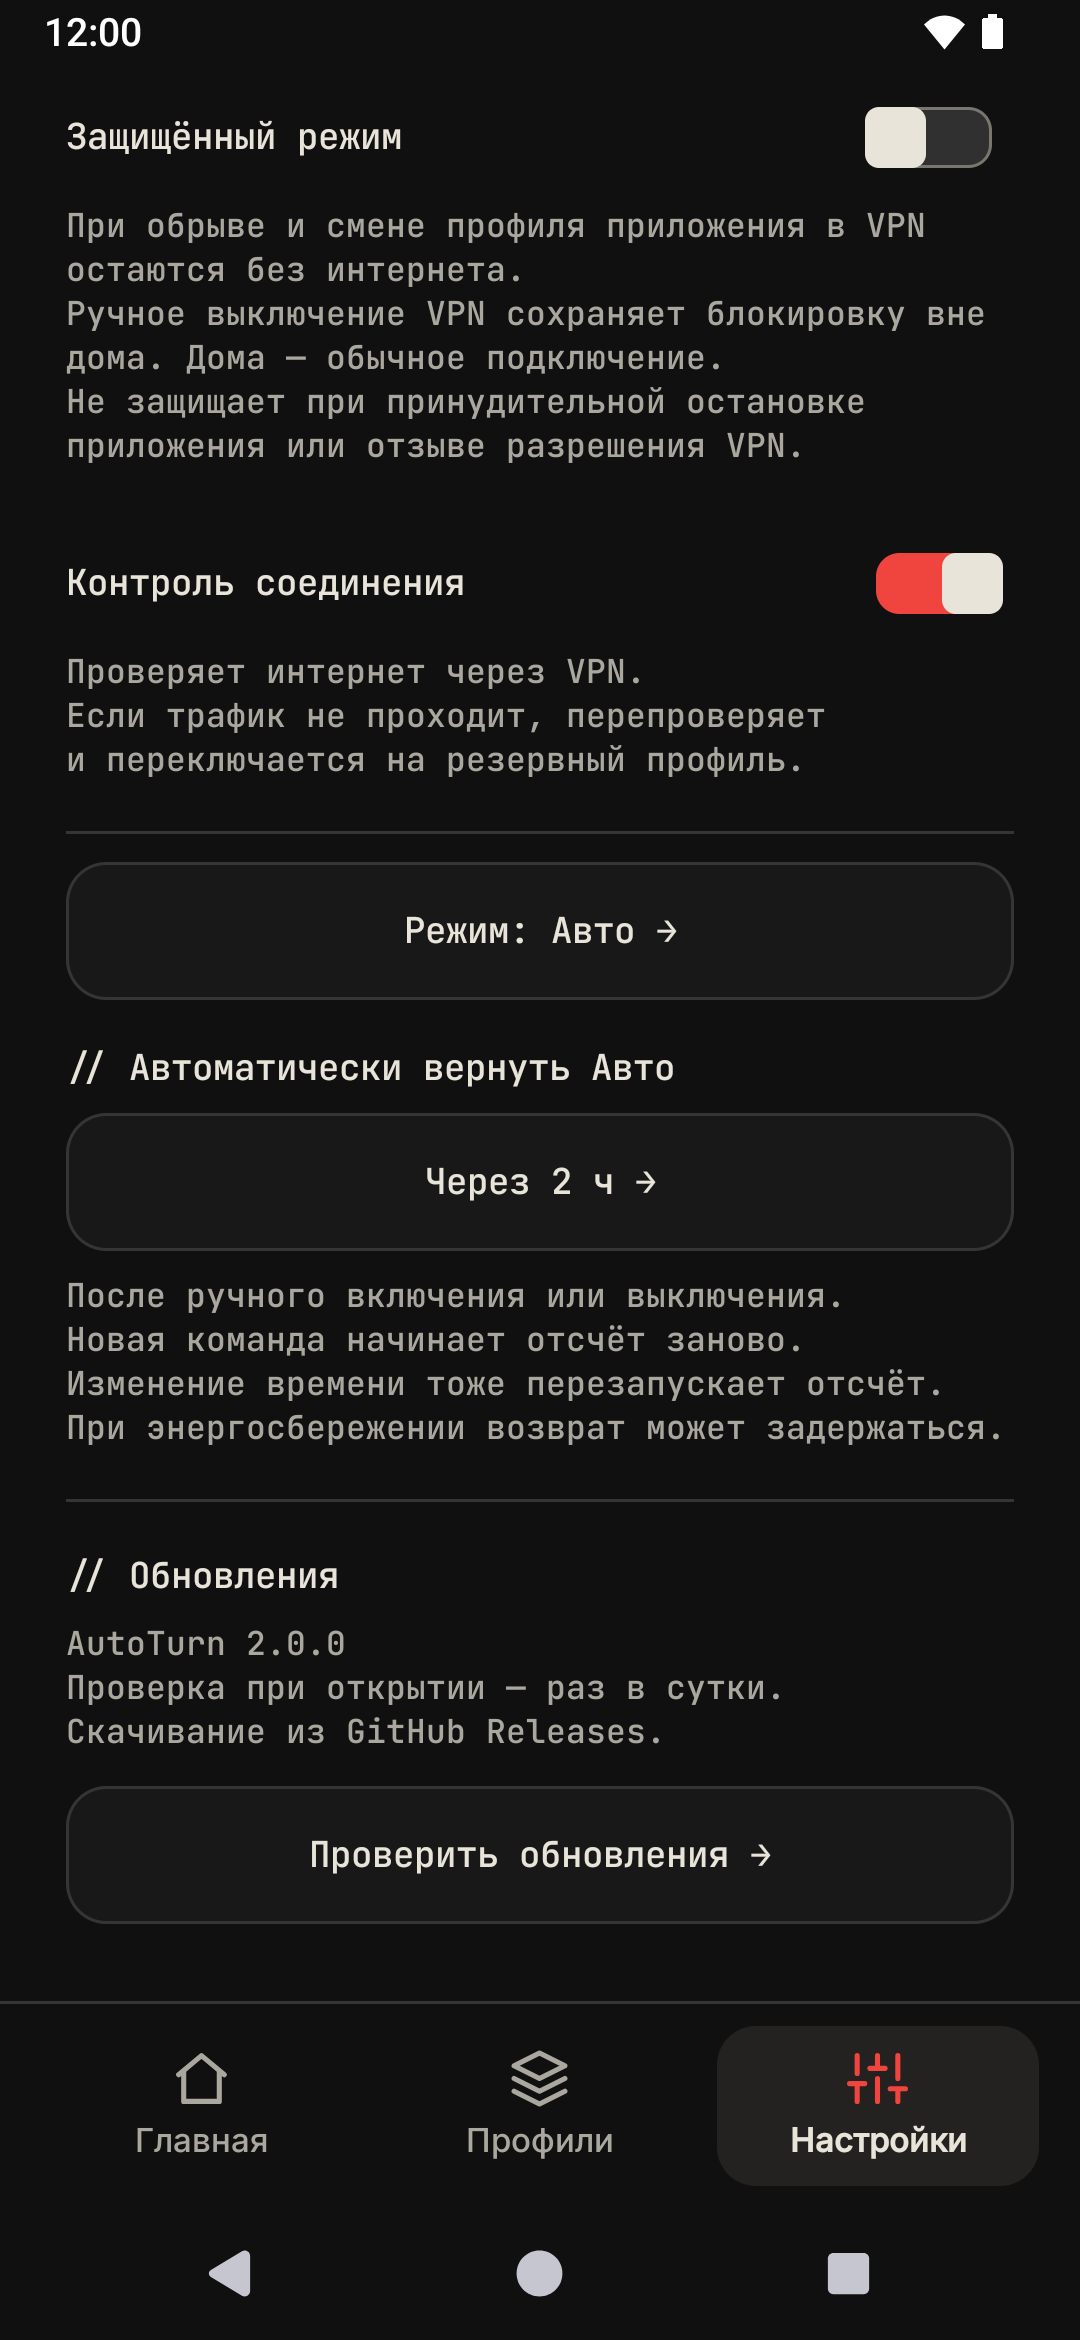 12:00
Защищённый режим
При обрыве и смене профиля приложения в VPN
остаются без интернета.
Ручное выключение VPN сохраняет блокировку вне
дома. Дома — обычное подключение.
Не защищает при принудительной остановке
приложения или отзыве разрешения VPN.
Контроль соединения
Проверяет интернет через VPN.
Если трафик не проходит, перепроверяет
и переключается на резервный профиль.
Режим: Авто →
// Автоматически вернуть Авто
Через 2 ч →
После ручного включения или выключения.
Новая команда начинает отсчёт заново.
Изменение времени тоже перезапускает отсчёт.
При энергосбережении возврат может задержаться.
// Обновления
AutoTurn 2.0.0
Проверка при открытии — раз в сутки.
Скачивание из GitHub Releases.
Проверить обновления →
Главная
Профили
Настройки